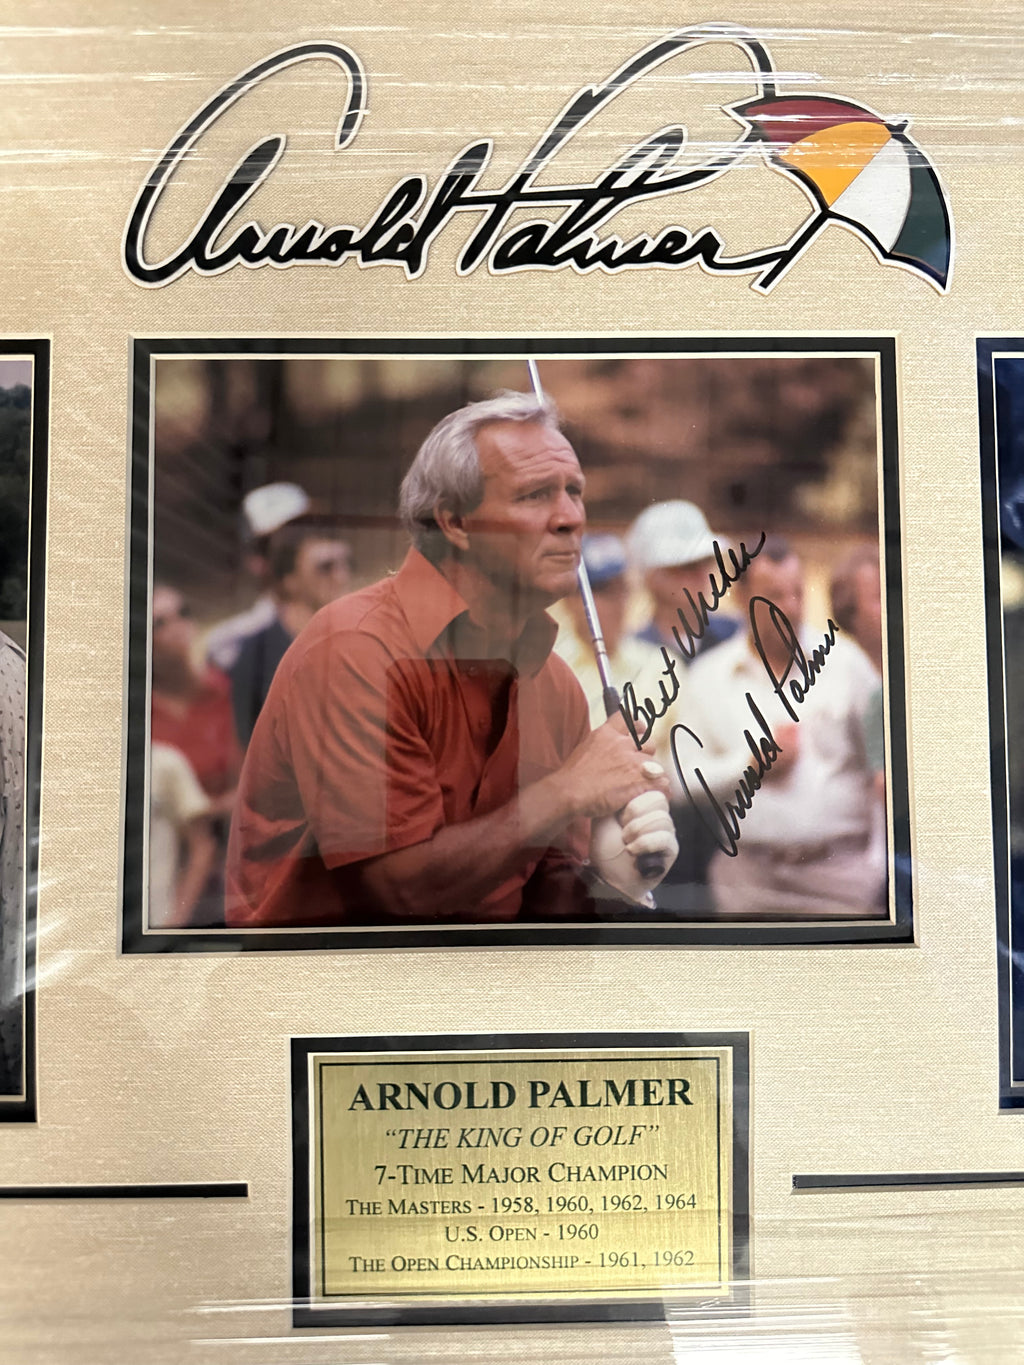 Arnold Palmer
Best Wishes
Arnold Palmer
ARNOLD PALMER
“THE KING OF GOLF”
7-TIME MAJOR CHAMPION
THE MASTERS - 1958, 1960, 1962, 1964
U.S. OPEN - 1960
THE OPEN CHAMPIONSHIP - 1961, 1962